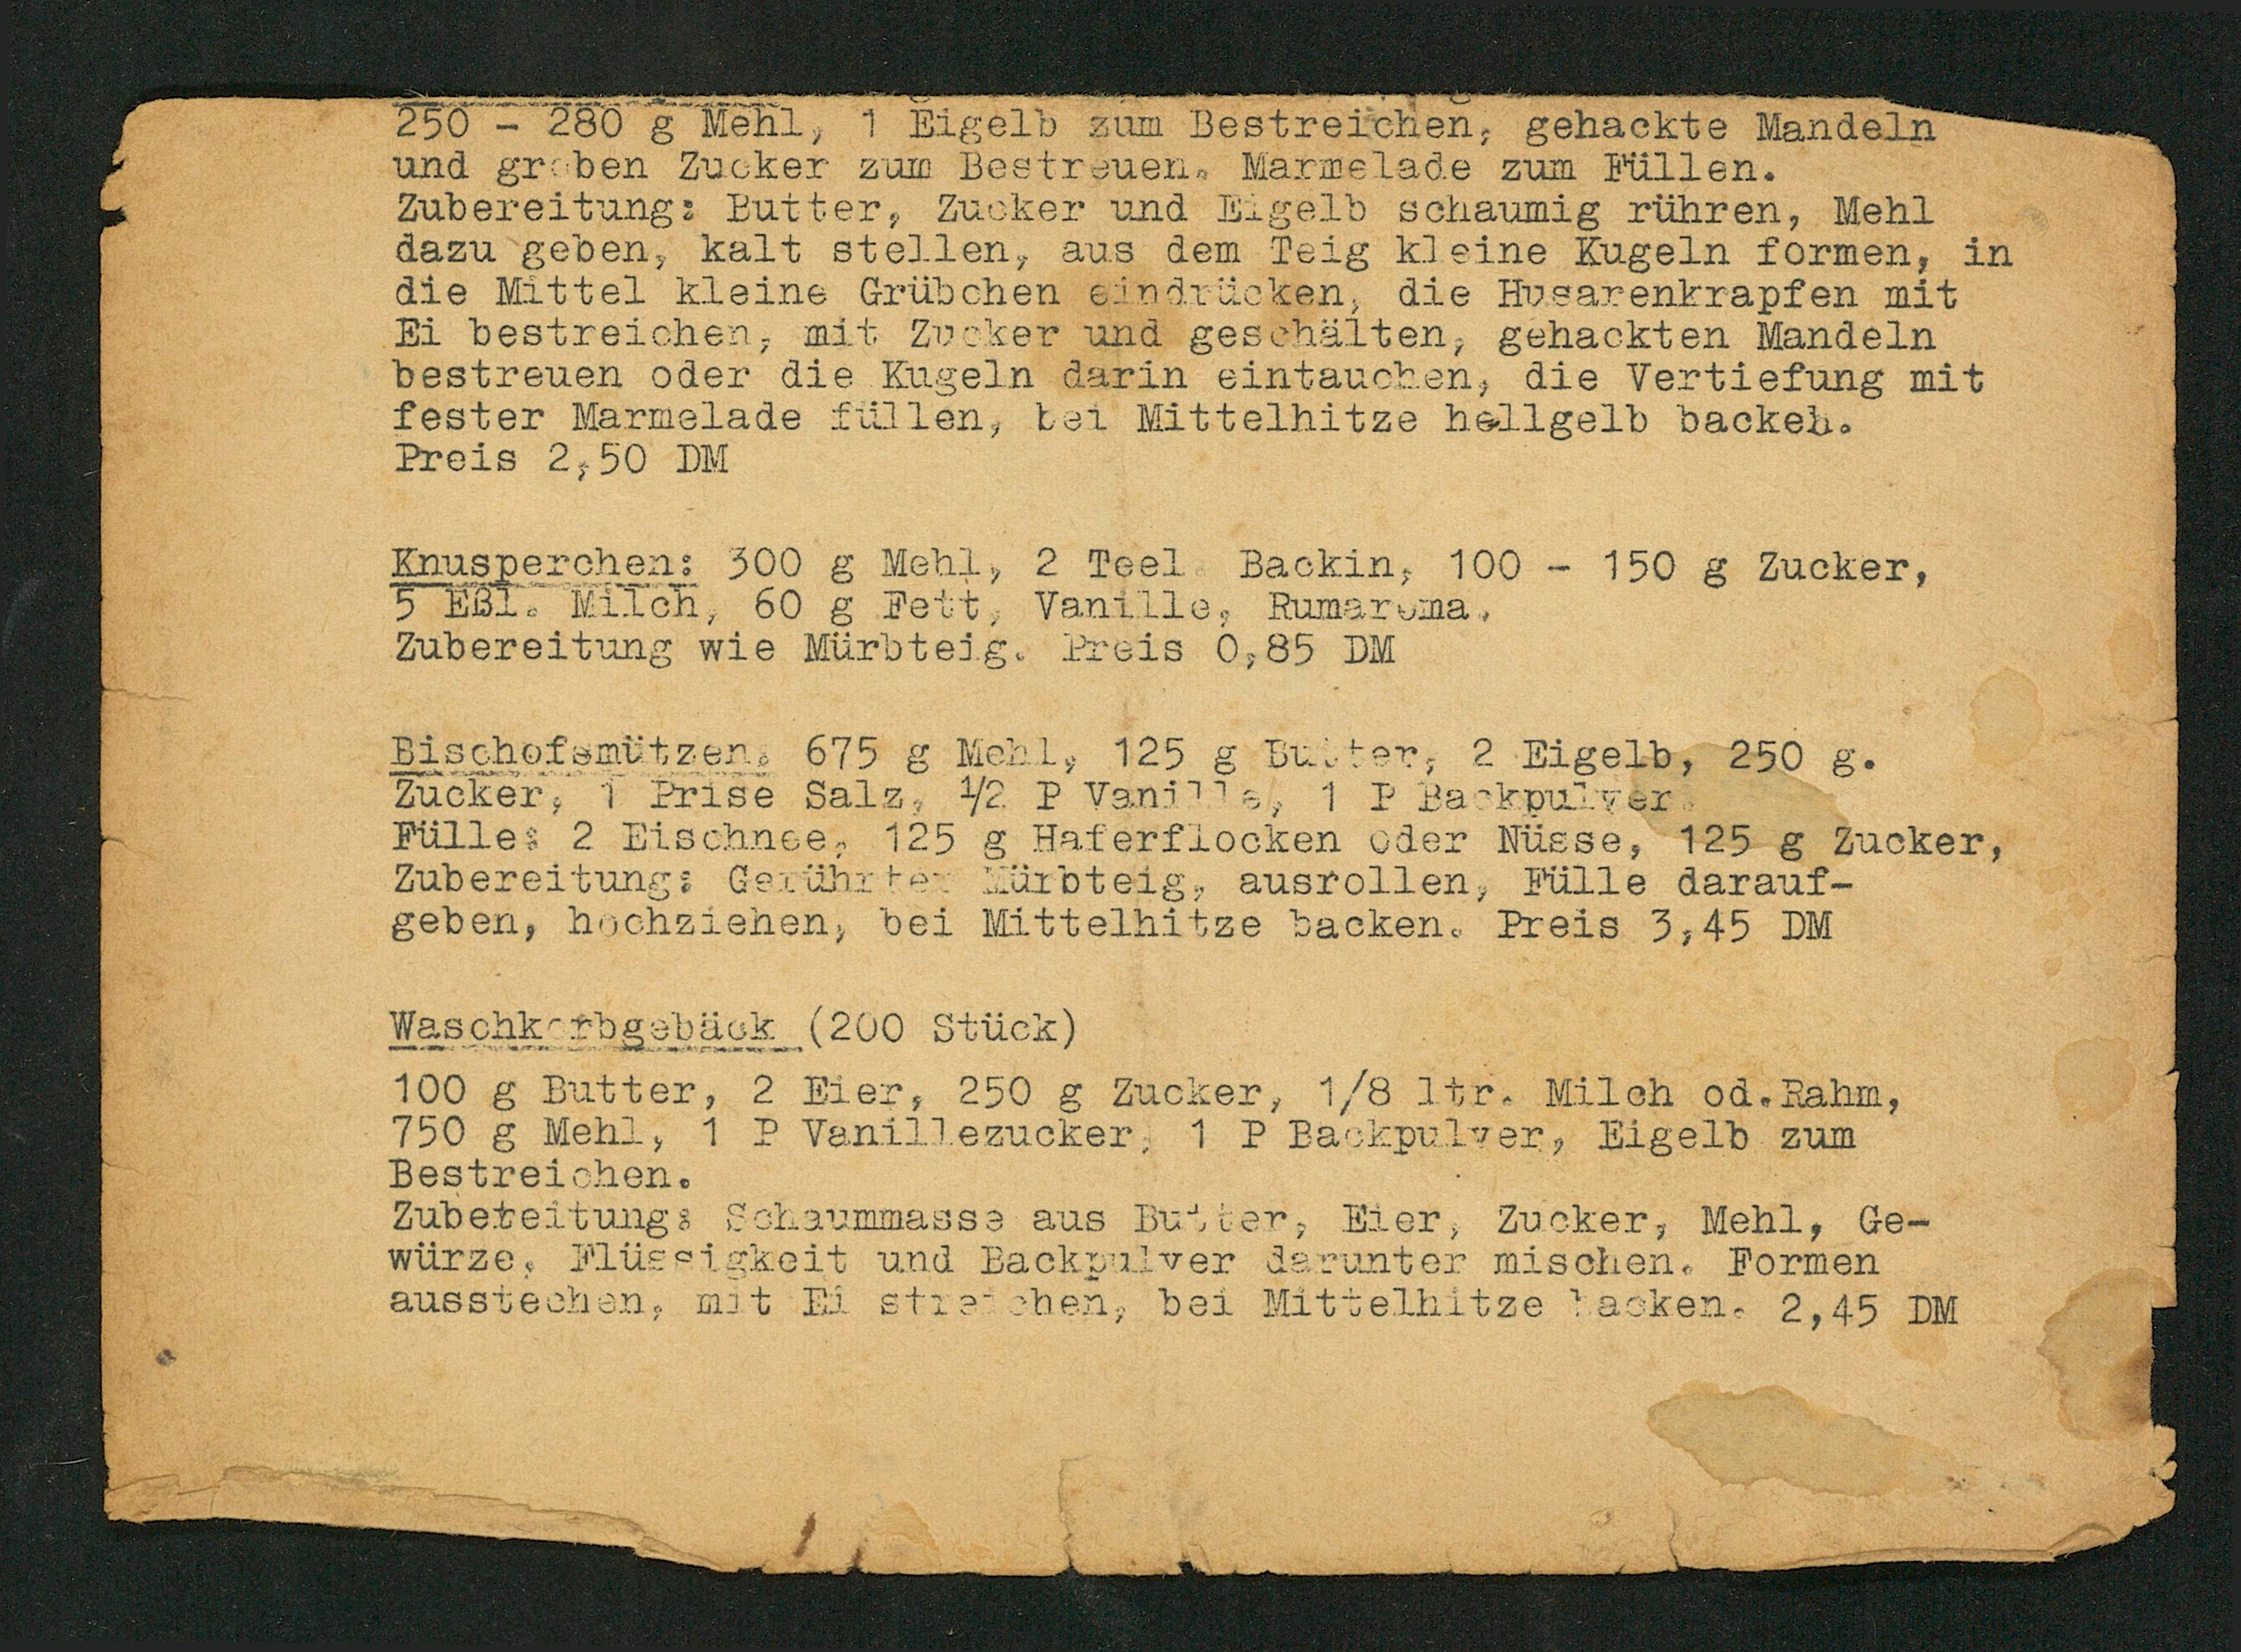 250 - 280 g Mehl, 1 Eigelb zum Bestreichen, gehackte Mandeln
und groben Zucker zum Bestreuen. Marmelade zum Füllen.
Zubereitung: Butter, Zucker und Eigelb schaumig rühren, Mehl
dazu geben, kalt stellen, aus dem Teig kleine Kugeln formen, in
die Mittel kleine Grübchen eindrücken, die Husarenkrapfen mit
Ei bestreichen, mit Zucker und geschälten, gehackten Mandeln
bestreuen oder die Kugeln darin eintauchen, die Vertiefung mit
fester Marmelade füllen, bei Mittelhitze hellgelb backeh.
Preis 2,50 DM
Knusperchen: 300 g Mehl, 2 Teel. Backin, 100 - 150 g Zucker,
5 Eßl. Milch, 60 g Fett, Vanille, Rumaroma.
Zubereitung wie Mürbteig. Preis 0,85 DM
Bischofsmützen: 675 g Mehl, 125 g Butter, 2 Eigelb, 250 g.
Zucker, 1 Prise Salz, 1/2 P Vanille, 1 P Backpulver.
Fülle: 2 Eischnee, 125 g Haferflocken oder Nüsse, 125 g Zucker,
Zubereitung: Gerührter Mürbteig, ausrollen, Fülle darauf-
geben, hochziehen, bei Mittelhitze backen. Preis 3,45 DM
Waschkorbgebäck (200 Stück)
100 g Butter, 2 Eier, 250 g Zucker, 1/8 ltr. Milch od.Rahm,
750 g Mehl, 1 P Vanillezucker, 1 P Backpulver, Eigelb zum
Bestreichen.
Zubeteitung: Schaummasse aus Butter, Eier, Zucker, Mehl, Ge-
würze, Flüssigkeit und Backpulver darunter mischen. Formen
ausstechen, mit Ei streichen, bei Mittelhitze backen. 2,45 DM